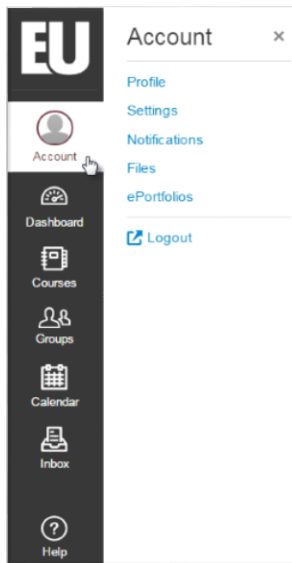 EU
Account
Dashboard
Courses
Groups
Calendar
Inbox
Help
Account ×
Profile
Settings
Notifications
Files
ePortfolios
Logout